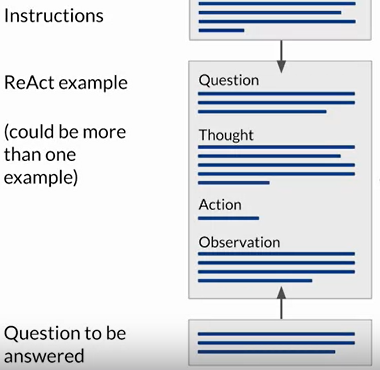 Instructions
ReAct example
(could be more
than one
example)
Question
Thought
Action
Observation
Question to be
answered